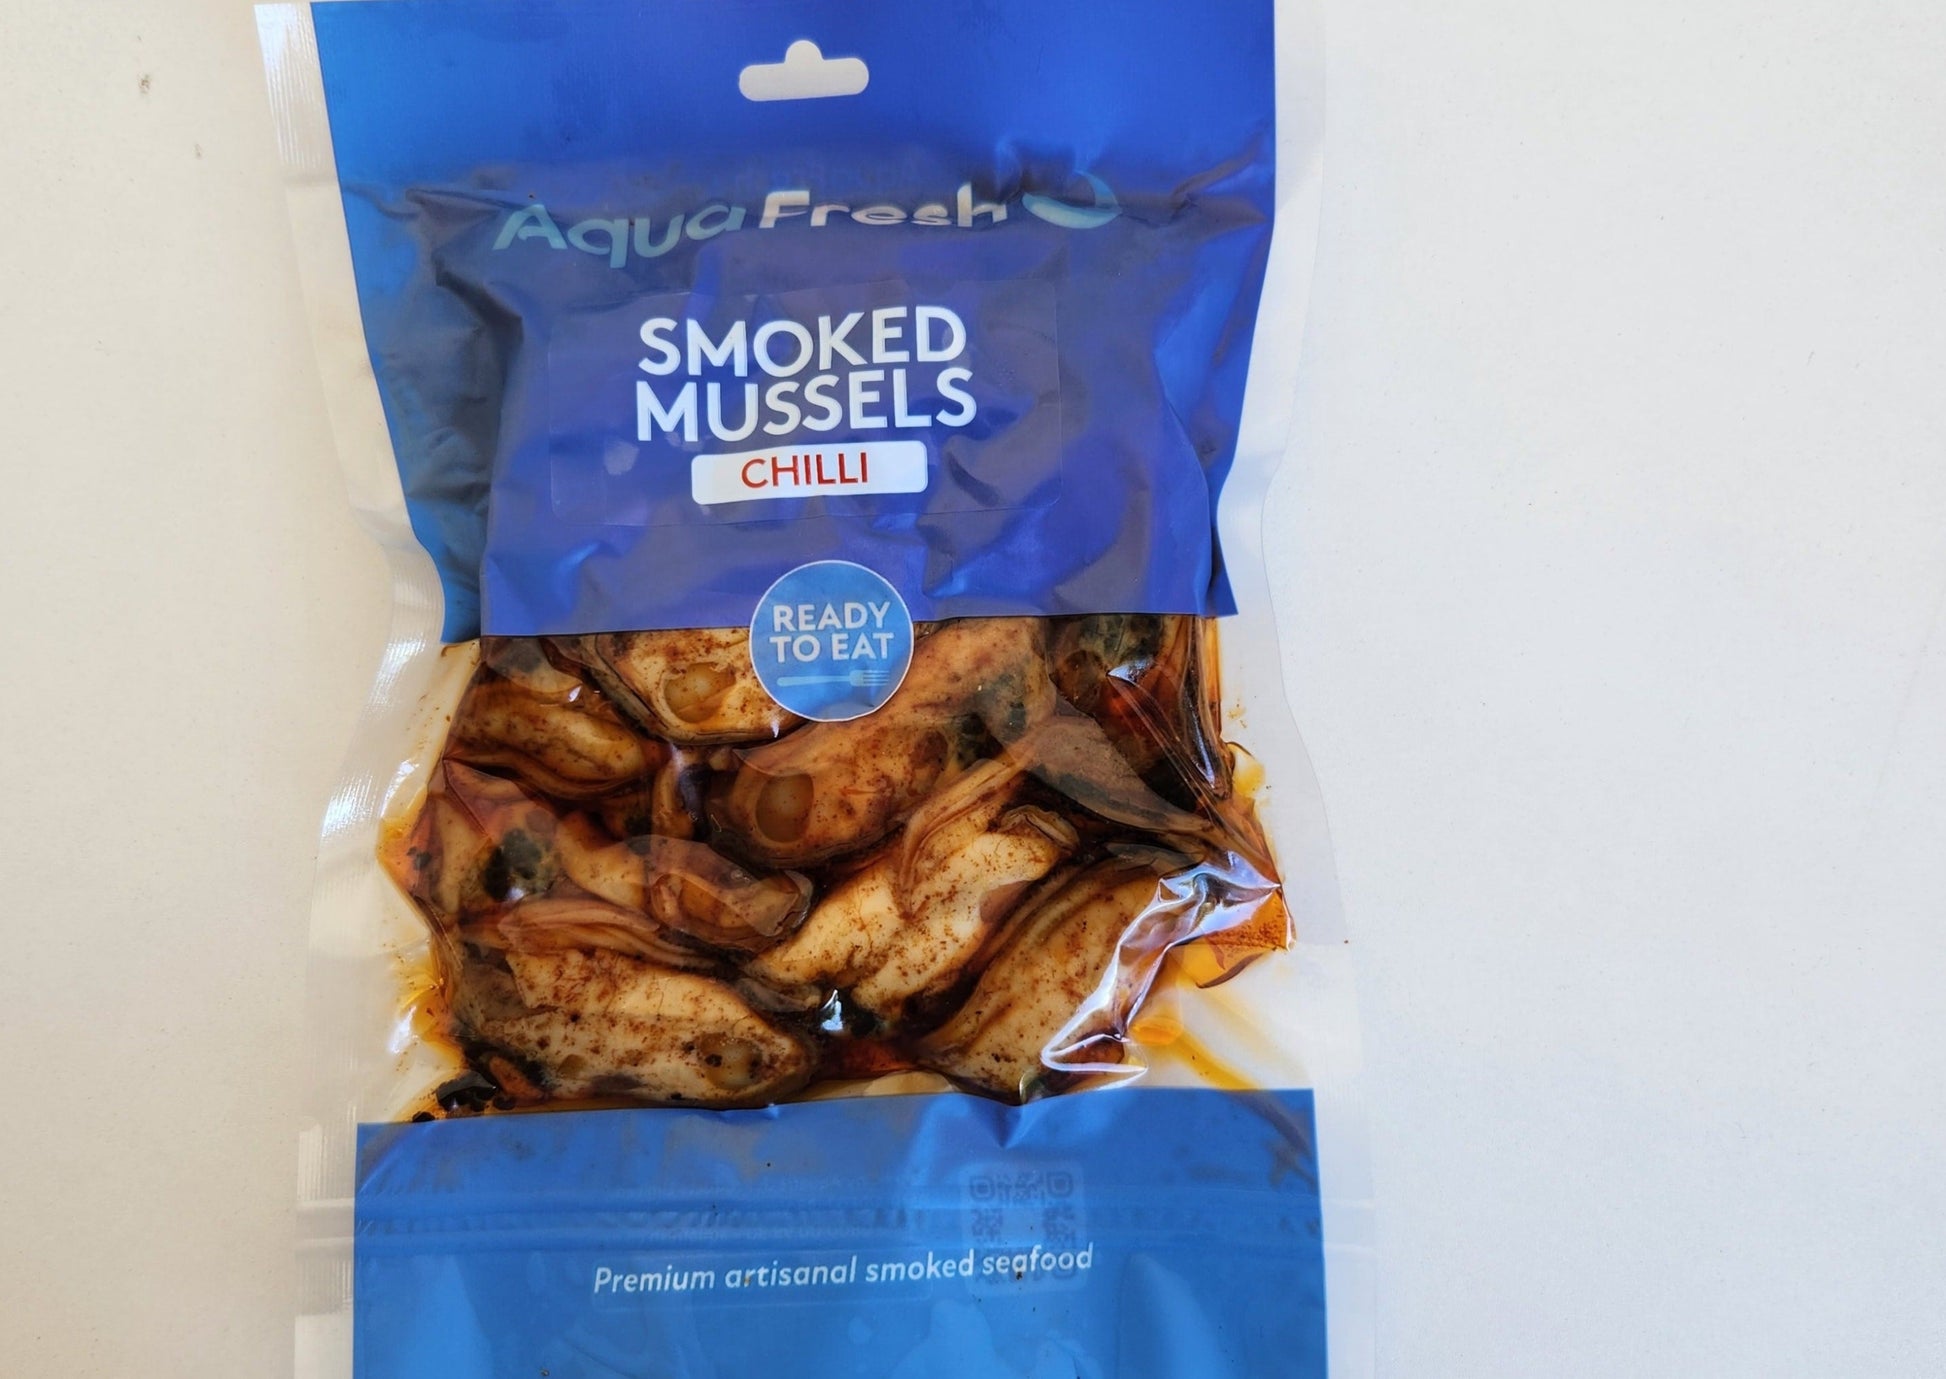 AquaFresh
SMOKED
MUSSELS
CHILLI
READY
TO EAT
Premium artisanal smoked seafood